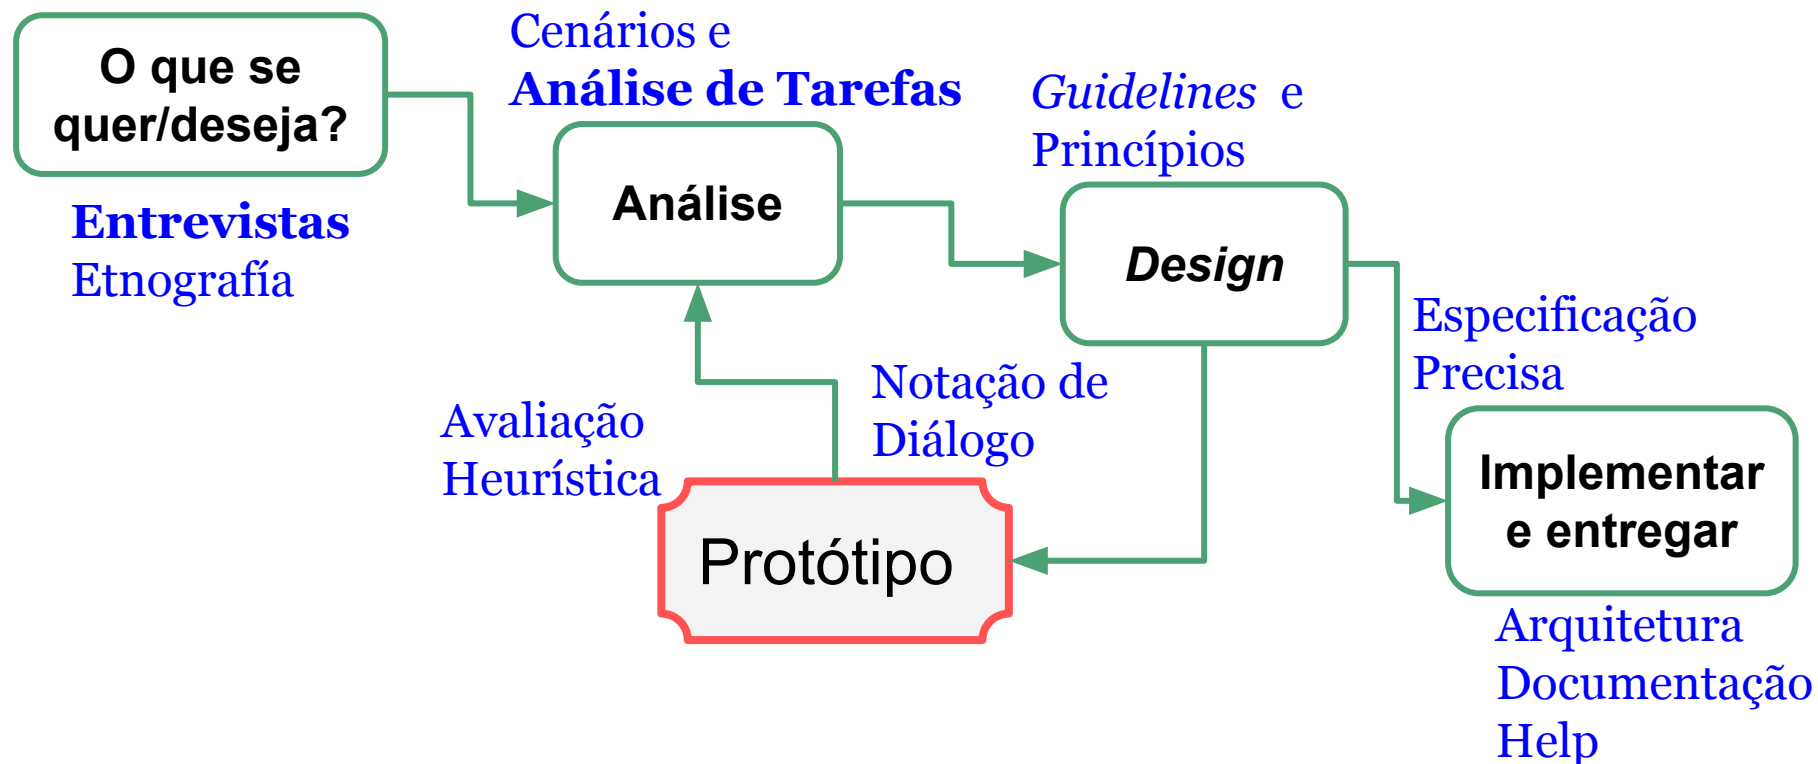 O que se
quer/deseja?
Entrevistas
Etnografía
Cenários e
Análise de Tarefas
Análise
Guidelines e
Princípios
Design
Especificação
Precisa
Avaliação
Heurística
Notação de
Diálogo
Protótipo
Implementar
e entregar
Arquitetura
Documentação
Help